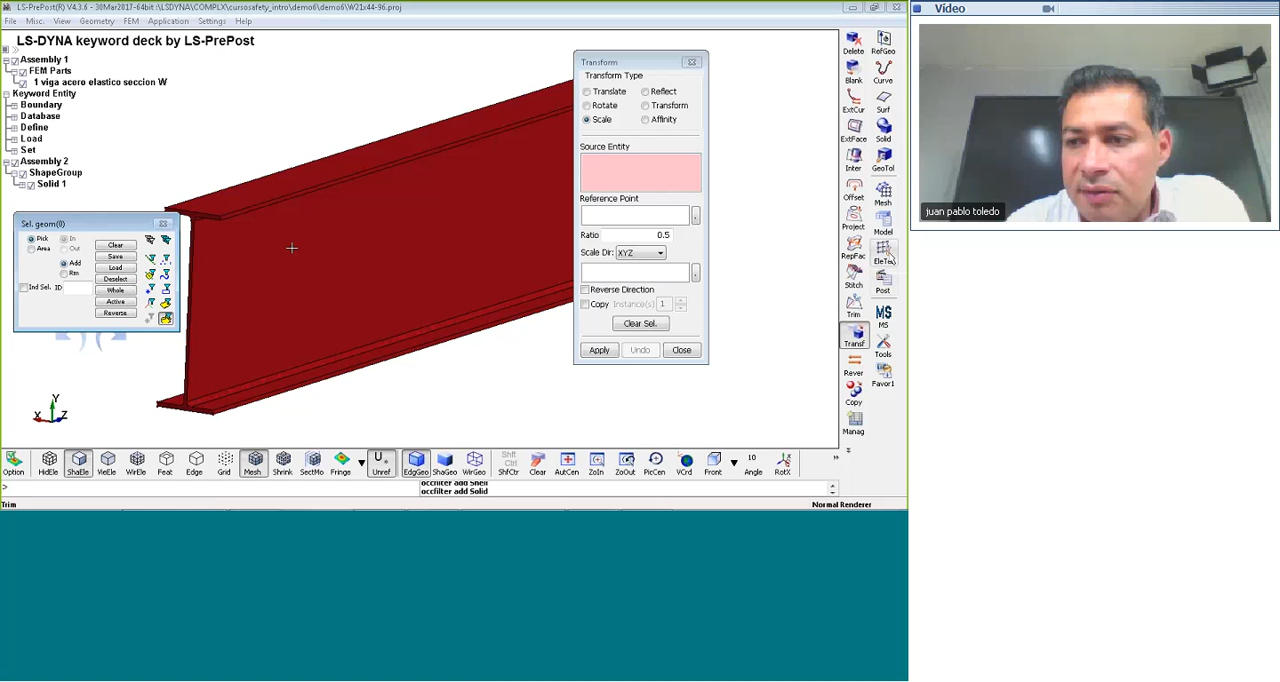 LS-PrePost(R) V4.3.6 - 30Mar2017-64bit :\LSDYNA\COMPLX\cursosafety_intro\demo6\demo6\W21x44-96.proj
File Misc. View Geometry FEM Application Settings Help
LS-DYNA keyword deck by LS-PrePost
Assembly 1
FEM Parts
1 viga acero elastico seccion W
Keyword Entity
Boundary
Database
Define
Load
Set
Assembly 2
ShapeGroup
Solid 1
Sel. geom(0)
Pick In Clear
Area Out Save
Add Load
Rm Deselect
Ind Sel. ID Whole
Active
Reverse
Y
X Z
Transform
Transform Type
Translate Reflect
Rotate Transform
Scale Affinity
Source Entity
Reference Point
Ratio 0.5
Scale Dir: XYZ
Reverse Direction
Copy Instance(s) 1
Clear Sel.
Apply Undo Close
Delete RefGeo
Blank Curve
ExtCur Surf
ExtFace Solid
Inter GeoTol
Offset Mesh
Project Model
RepFac EleTol
Stitch Post
Trim MS
Transf Tools
Rever Favor1
Copy
Manag
Option HidEle ShaEle VieEle WirEle Feat Edge Grid Mesh Shrink SectMo Fringe Unref EdgGeo ShaGeo WirGeo Shft Ctrl ShfCtr Clear AutCen ZoIn ZoOut PicCen VCrd Front 10 Angle RotX
>
occfilter add Shell
occfilter add Solid
Trim Normal Renderer
Vídeo
juan pablo toledo